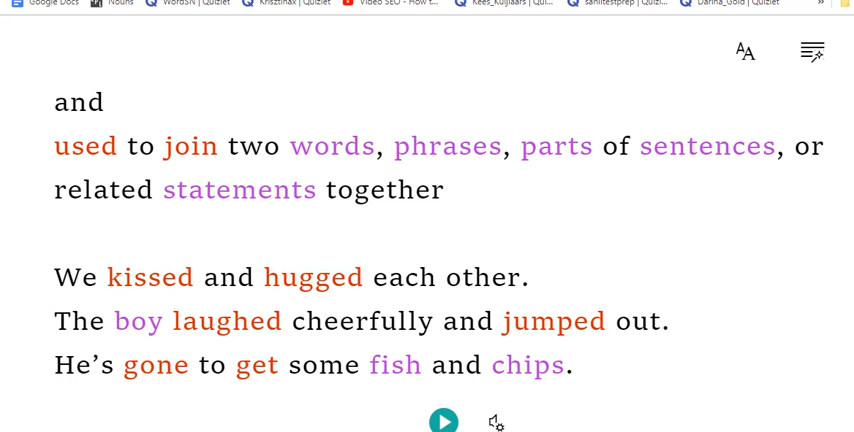 Google Docs Nouns WordSN | Quizlet Krisztinax | Quizlet Video SEO - How t... Kees_Kuijlaars | Qui... sanlitestprep | Quizl... Darina_Gold | Quizlet »
AA
and
used to join two words, phrases, parts of sentences, or
related statements together
We kissed and hugged each other.
The boy laughed cheerfully and jumped out.
He’s gone to get some fish and chips.